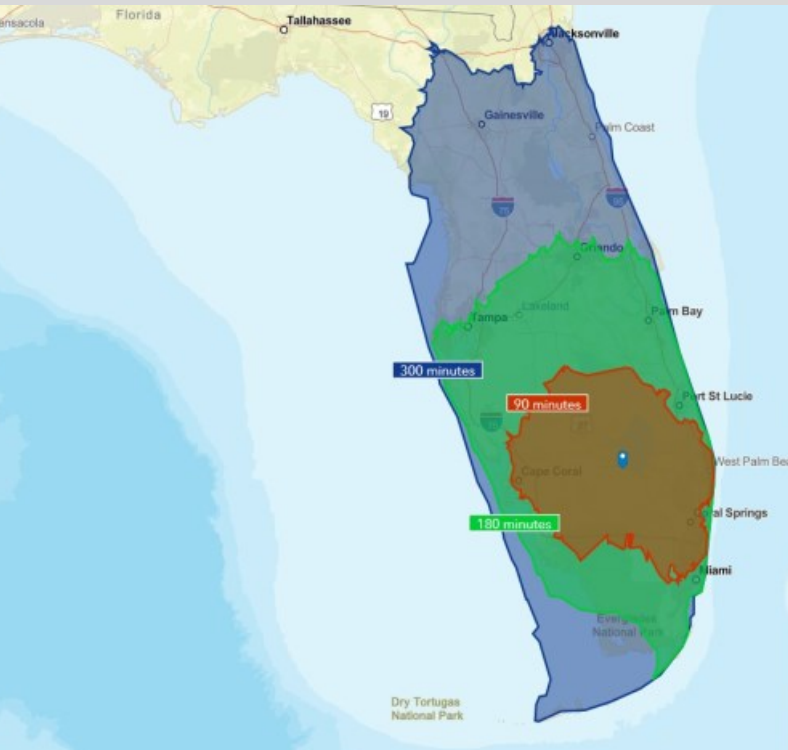 Florida
Tallahassee
Jacksonville
19
Gainesville
Palm Coast
Orlando
Lakeland
Tampa
Palm Bay
300 minutes
90 minutes
Port St Lucie
West Palm Bea
Cape Coral
180 minutes
Miami
Everglades
National Park
Dry Tortugas
National Park